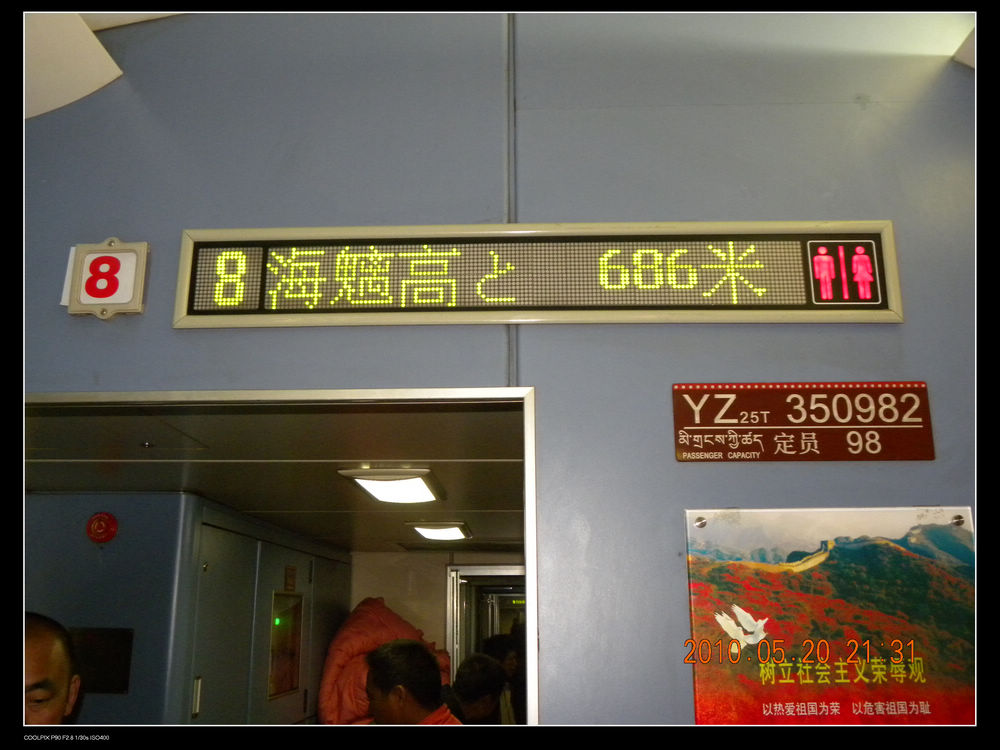 8
8 海魑高と 686米
YZ25T 350982
མི་གྲངས་ཀྱི་ཚད
PASSENGER CAPACITY
定员 98
2010.05.20 21:31
树立社会主义荣辱观
以热爱祖国为荣 以危害祖国为耻
COOLPIX P90 F2.8 1/30s ISO400